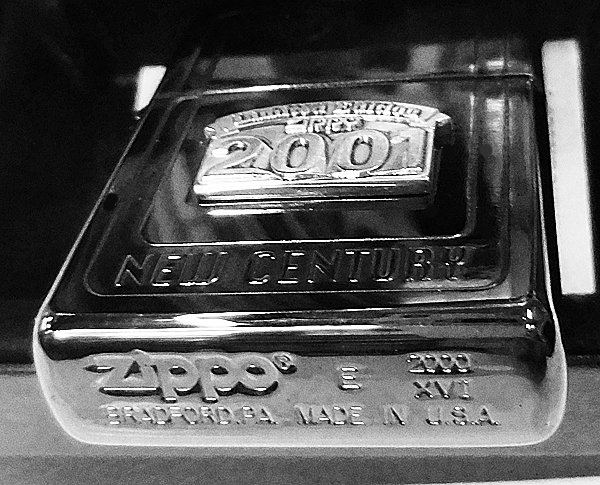 2001
NEW CENTURY
Zippo® E 2000
XVI
BRADFORD.PA. MADE IN U.S.A.